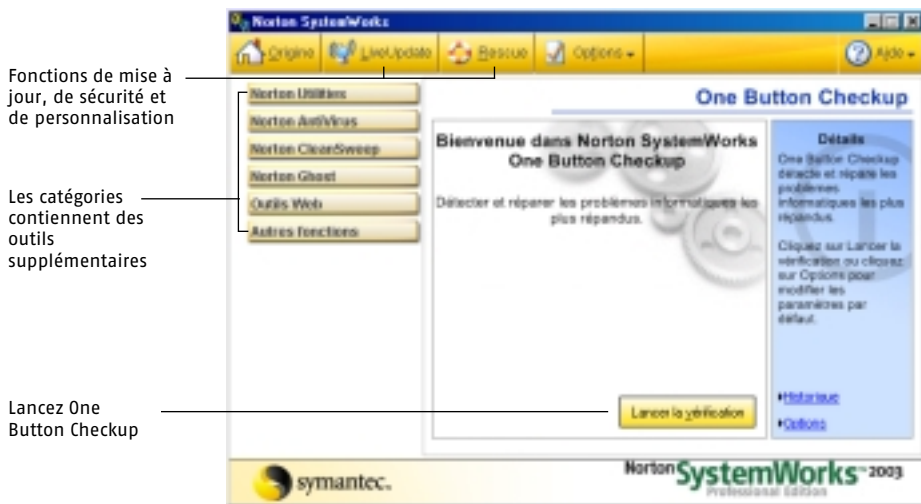 Norton SystemWorks
Origine LiveUpdate Rescue Options Aide
Fonctions de mise à
jour, de sécurité et
de personnalisation
Les catégories
contiennent des
outils
supplémentaires
Lancez One
Button Checkup
Norton Utilities
Norton AntiVirus
Norton CleanSweep
Norton Ghost
Outils Web
Autres fonctions
One Button Checkup
Bienvenue dans Norton SystemWorks
One Button Checkup
Détecter et réparer les problèmes informatiques les
plus répandus.
Lancer la vérification
Détails
One Button Checkup
détecte et répare les
problèmes
informatiques les plus
répandus.
Cliquez sur Lancer la
vérification ou cliquez
sur Options pour
modifier les
paramètres par
défaut.
Historique
Options
symantec.
Norton SystemWorks 2003
Professional Edition